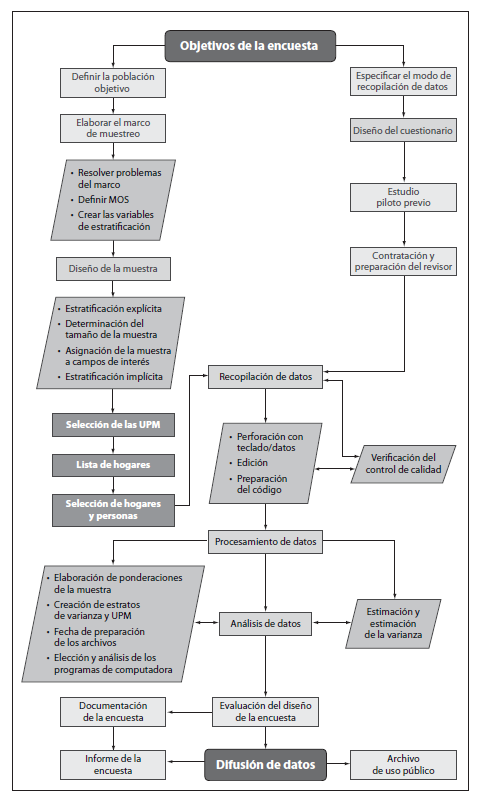 Objetivos de la encuesta
Definir la población
objetivo
Elaborar el marco
de muestreo
• Resolver problemas
del marco
• Definir MOS
• Crear las variables
de estratificación
Diseño de la muestra
• Estratificación explícita
• Determinación del
tamaño de la muestra
• Asignación de la muestra
a campos de interés
• Estratificación implícita
Selección de las UPM
Lista de hogares
Selección de hogares
y personas
Especificar el modo de
recopilación de datos
Diseño del cuestionario
Estudio
piloto previo
Contratación y
preparación del revisor
Recopilación de datos
• Perforación con
teclado/datos
• Edición
• Preparación
del código
Verificación del
control de calidad
Procesamiento de datos
• Elaboración de ponderaciones
de la muestra
• Creación de estratos
de varianza y UPM
• Fecha de preparación
de los archivos
• Elección y análisis de los
programas de computadora
Análisis de datos
Estimación y
estimación
de la varianza
Documentación
de la encuesta
Evaluación del diseño
de la encuesta
Informe de la
encuesta
Difusión de datos
Archivo
de uso público